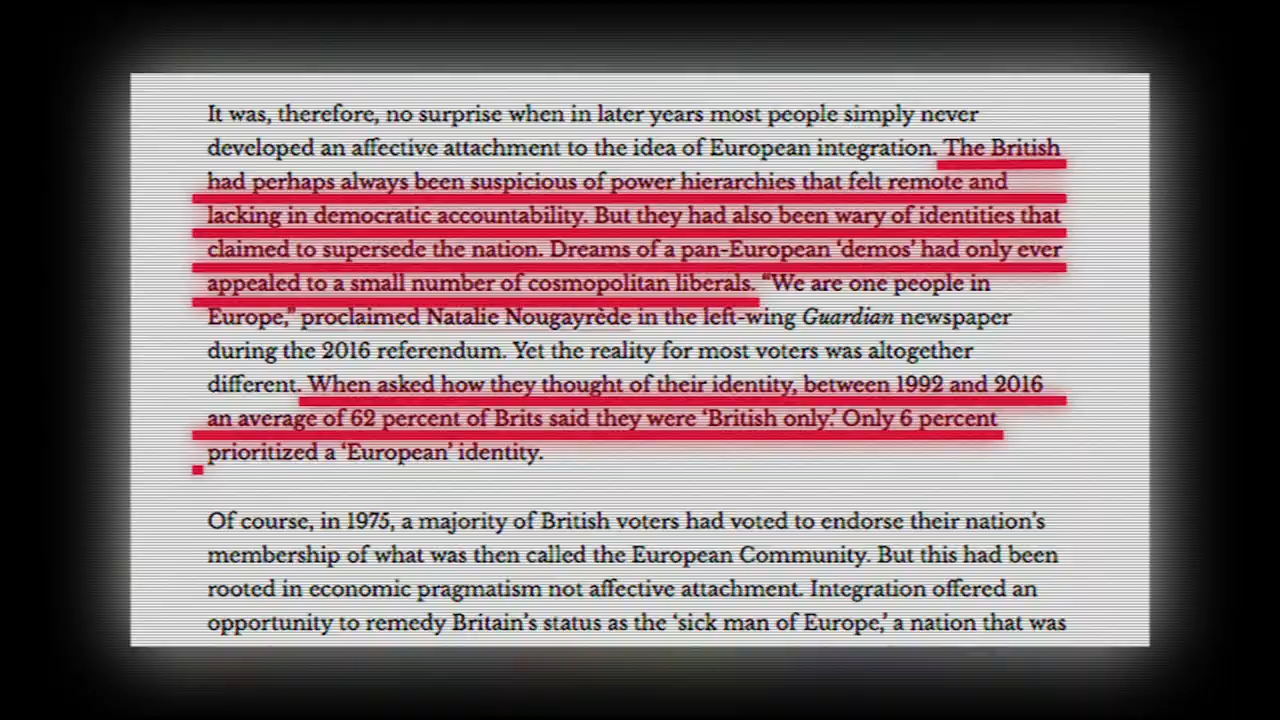 It was, therefore, no surprise when in later years most people simply never
developed an affective attachment to the idea of European integration. The British
had perhaps always been suspicious of power hierarchies that felt remote and
lacking in democratic accountability. But they had also been wary of identities that
claimed to supersede the nation. Dreams of a pan-European ‘demos’ had only ever
appealed to a small number of cosmopolitan liberals. “We are one people in
Europe,” proclaimed Natalie Nougayrède in the left-wing Guardian newspaper
during the 2016 referendum. Yet the reality for most voters was altogether
different. When asked how they thought of their identity, between 1992 and 2016
an average of 62 percent of Brits said they were ‘British only.’ Only 6 percent
prioritized a ‘European’ identity.
Of course, in 1975, a majority of British voters had voted to endorse their nation’s
membership of what was then called the European Community. But this had been
rooted in economic pragmatism not affective attachment. Integration offered an
opportunity to remedy Britain’s status as the ‘sick man of Europe,’ a nation that was